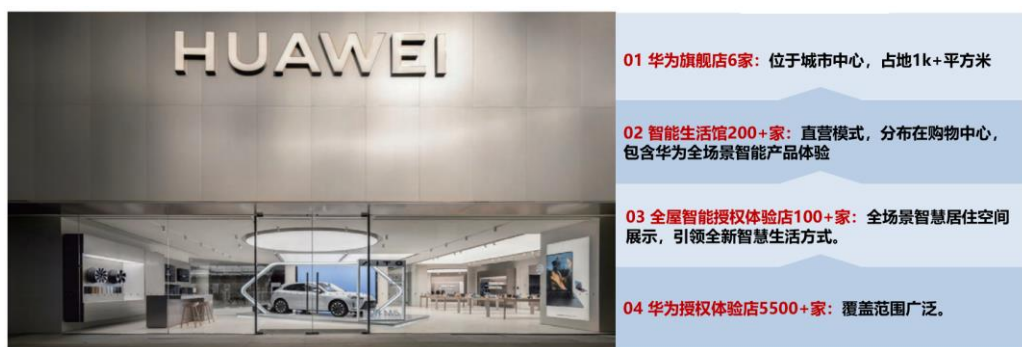 HUAWEI
01 华为旗舰店6家：位于城市中心，占地1k+平方米
02 智能生活馆200+家：直营模式，分布在购物中心，
包含华为全场景智能产品体验
03 全屋智能授权体验店100+家：全场景智慧居住空间
展示，引领全新智慧生活方式。
04 华为授权体验店5500+家：覆盖范围广泛。